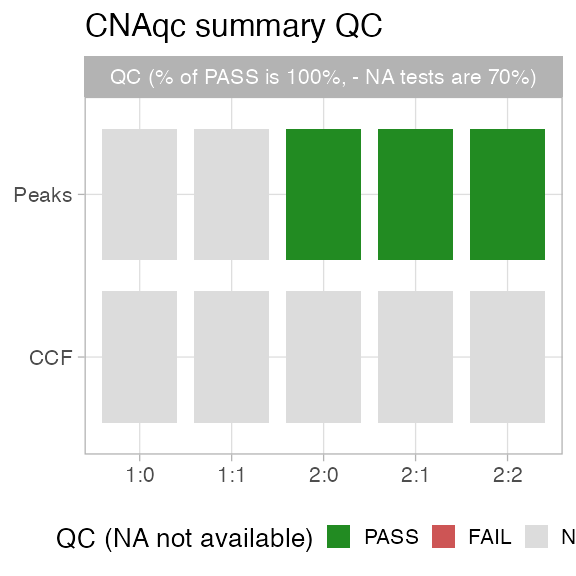 CNAqc summary QC
QC (% of PASS is 100%, - NA tests are 70%)
Peaks
CCF
1:0 1:1 2:0 2:1 2:2
QC (NA not available) PASS FAIL N